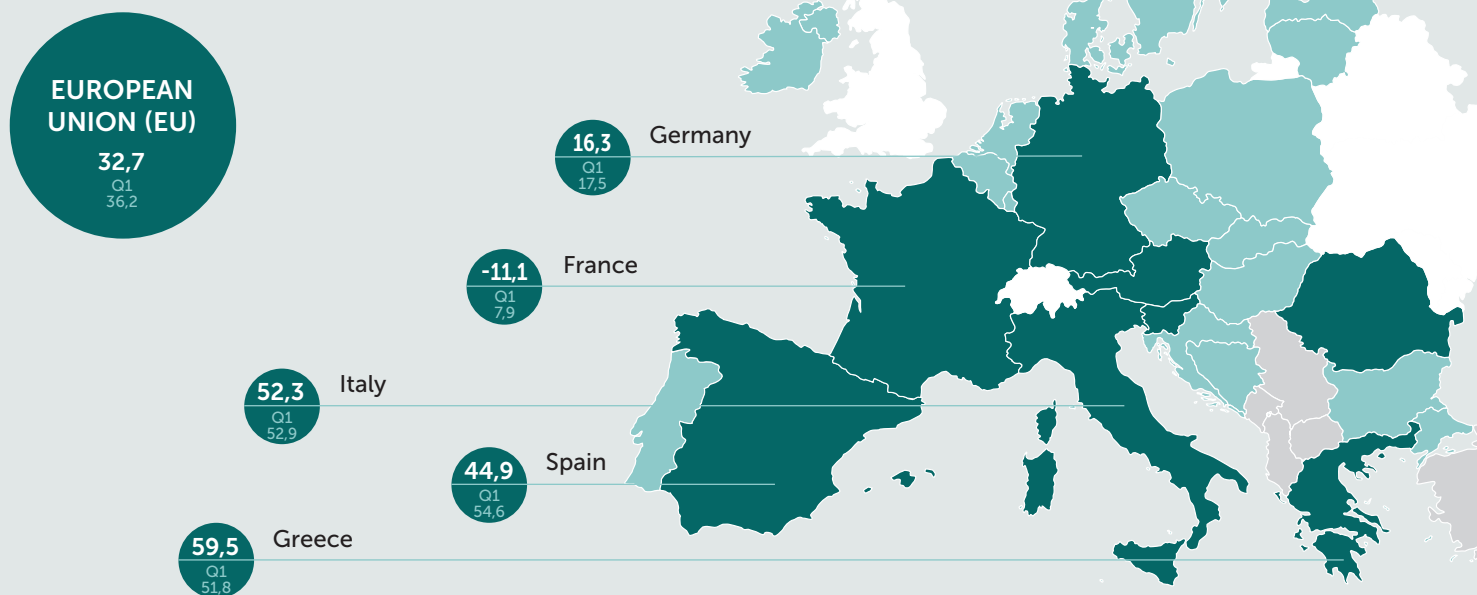 EUROPEAN
UNION (EU)
32,7
Q1
36,2
16,3
Q1
17,5
Germany
-11,1
Q1
7,9
France
52,3
Q1
52,9
Italy
44,9
Q1
54,6
Spain
59,5
Q1
51,8
Greece